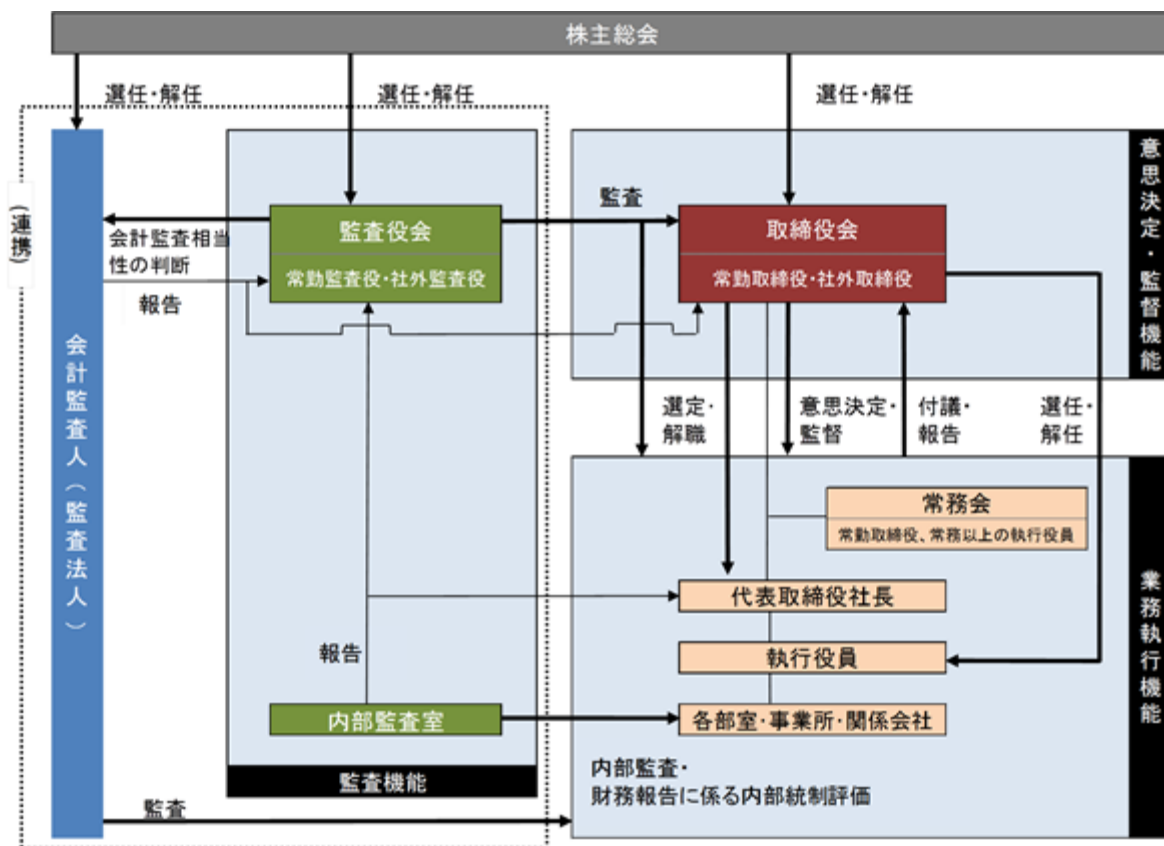 株主総会
選任・解任
選任・解任
選任・解任
(連携)
会計監査人(監査法人)
監査役会
常勤監査役・社外監査役
監査
取締役会
常勤取締役・社外取締役
意思決定・監督機能
会計監査相当
性の判断
報告
選定・
解職
意思決定・
監督
付議・
報告
選任・
解任
常務会
常勤取締役、常務以上の執行役員
代表取締役社長
執行役員
報告
内部監査室
各部室・事業所・関係会社
業務執行機能
監査機能
内部監査・
財務報告に係る内部統制評価
監査